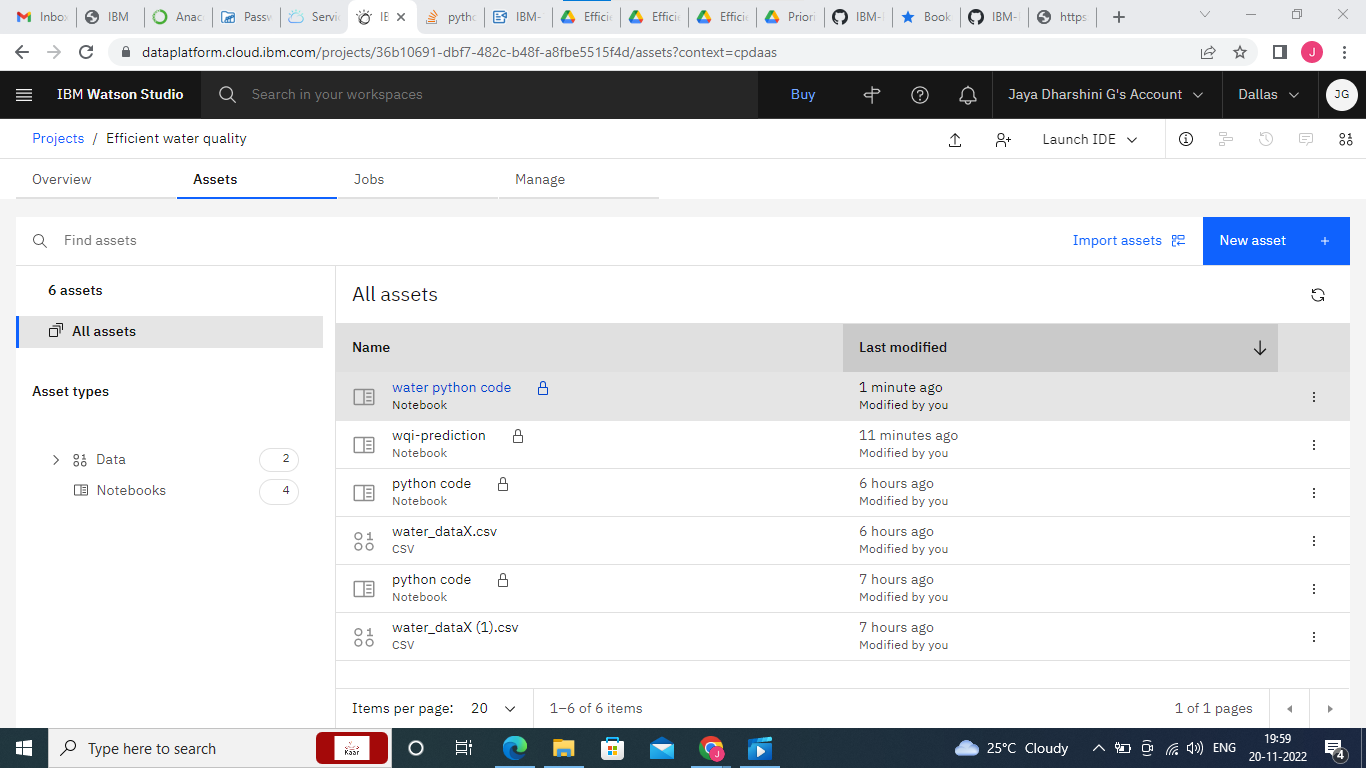 Inbox
IBM
Anac
Passw
Servi
IE
pytho
IBM-
Efficie
Efficie
Efficie
Prior
IBM-
Book
IBM-
https
dataplatform.cloud.ibm.com/projects/36b10691-dbf7-482c-b48f-a8fbe5515f4d/assets?context=cpdaas
J
IBM Watson Studio
Search in your workspaces
Buy
Jaya Dharshini G's Account
Dallas
JG
Projects / Efficient water quality
Launch IDE
Overview
Assets
Jobs
Manage
Find assets
Import assets
New asset +
6 assets
All assets
Asset types
Data 2
Notebooks 4
All assets
Name
Last modified
water python code
Notebook
1 minute ago
Modified by you
wqi-prediction
Notebook
11 minutes ago
Modified by you
python code
Notebook
6 hours ago
Modified by you
water_dataX.csv
CSV
6 hours ago
Modified by you
python code
Notebook
7 hours ago
Modified by you
water_dataX (1).csv
CSV
7 hours ago
Modified by you
Items per page: 20
1–6 of 6 items
1 of 1 pages
Type here to search
Kaar
25°C Cloudy
ENG
19:59
20-11-2022
4